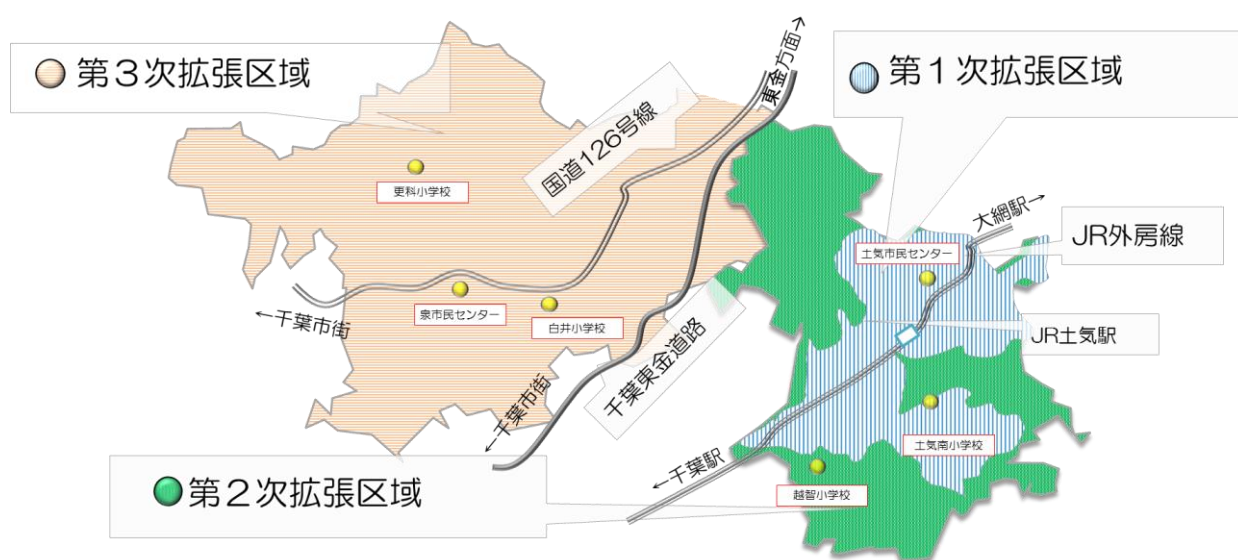 第３次拡張区域
第１次拡張区域
東金方面→
国道126号線
更科小学校
大網駅→
JR外房線
土気市民センター
泉市民センター
白井小学校
←千葉市街
JR土気駅
千葉東金道路
←千葉市街
土気南小学校
←千葉駅
越智小学校
第２次拡張区域